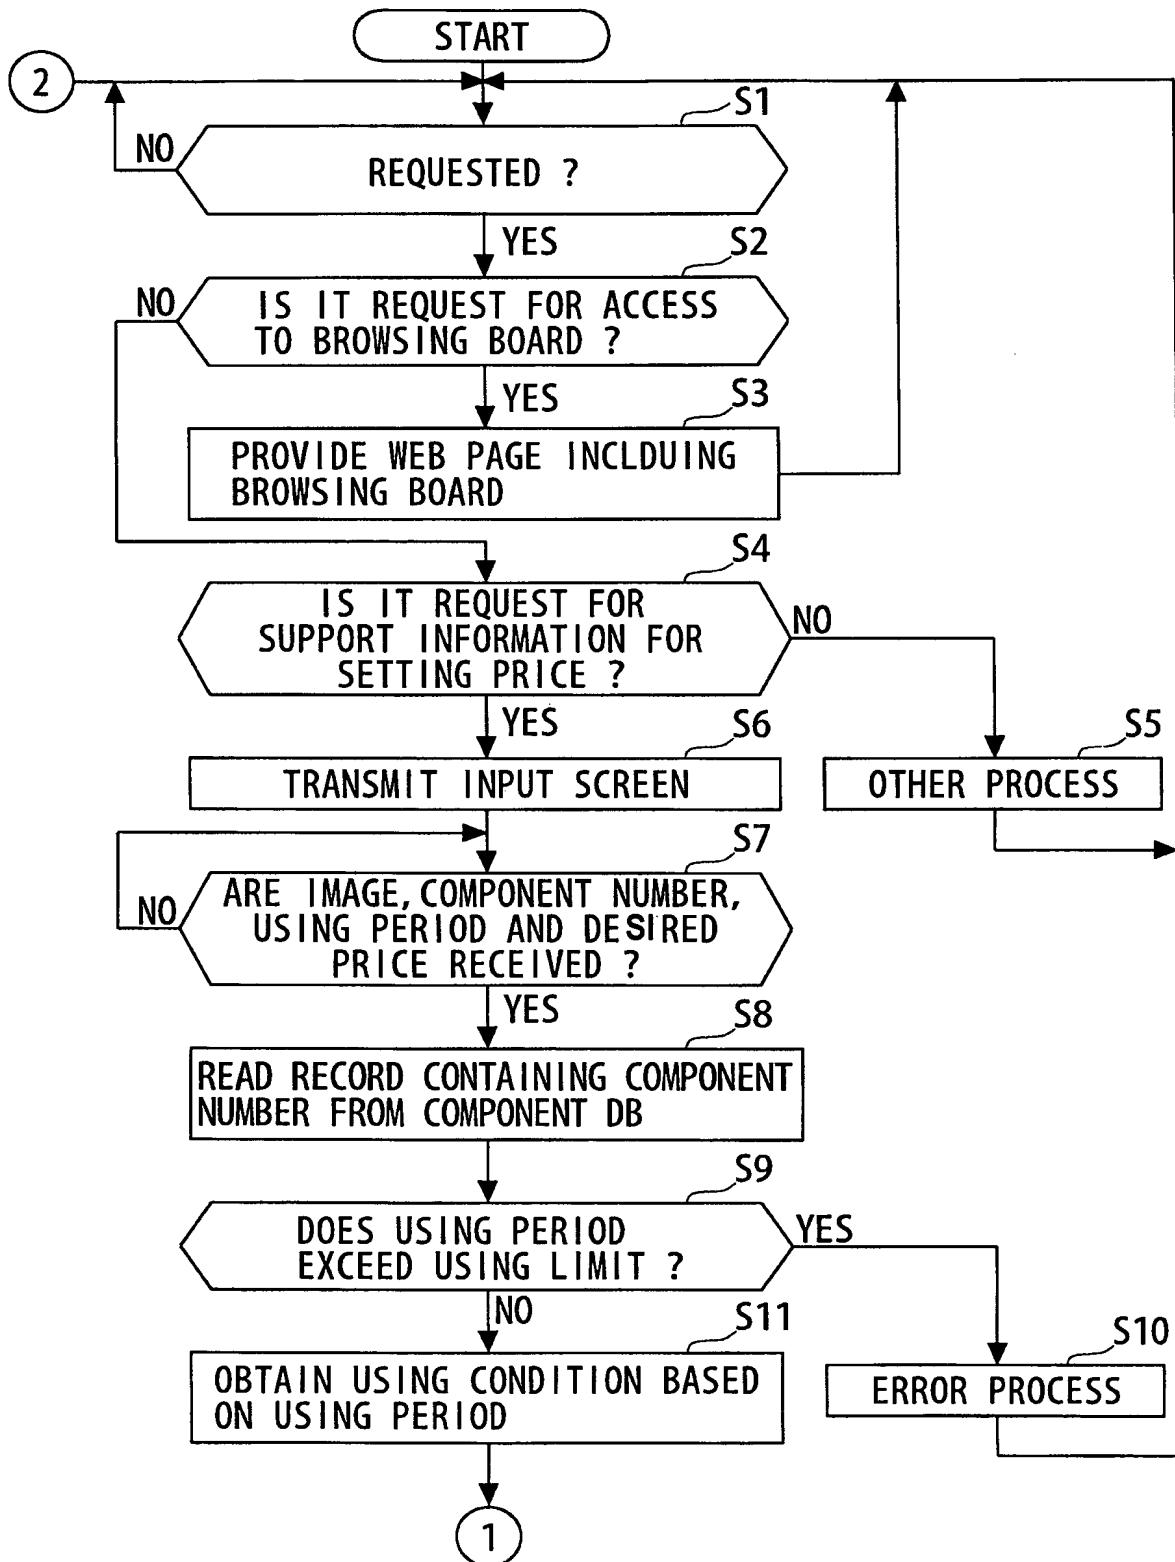 START
2
S1
NO
REQUESTED ?
YES
S2
NO
IS IT REQUEST FOR ACCESS
TO BROWSING BOARD ?
YES
S3
PROVIDE WEB PAGE INCLDUING
BROWSING BOARD
S4
IS IT REQUEST FOR
SUPPORT INFORMATION FOR
SETTING PRICE ?
NO
YES
S6
S5
TRANSMIT INPUT SCREEN
OTHER PROCESS
S7
ARE IMAGE, COMPONENT NUMBER,
USING PERIOD AND DESIRED
PRICE RECEIVED ?
NO
YES
S8
READ RECORD CONTAINING COMPONENT
NUMBER FROM COMPONENT DB
S9
DOES USING PERIOD
EXCEED USING LIMIT ?
YES
NO
S11
S10
OBTAIN USING CONDITION BASED
ON USING PERIOD
ERROR PROCESS
1